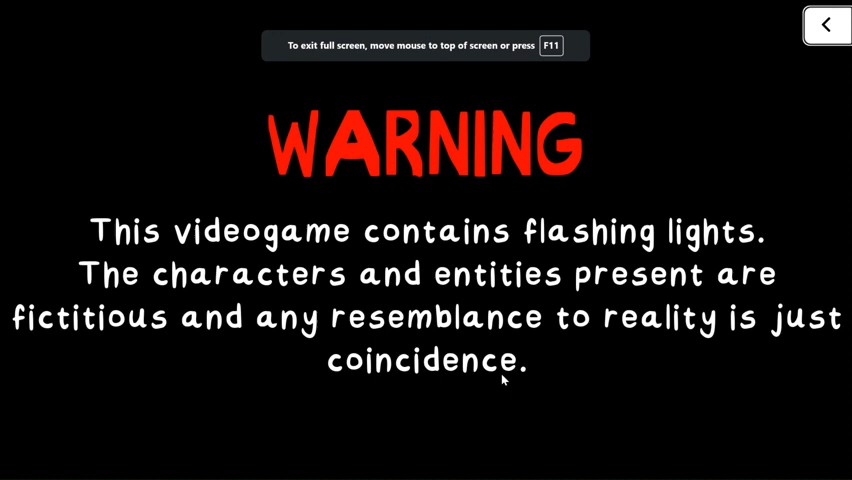 To exit full screen, move mouse to top of screen or press F11
WARNING
This videogame contains flashing lights.
The characters and entities present are
fictitious and any resemblance to reality is just
coincidence.